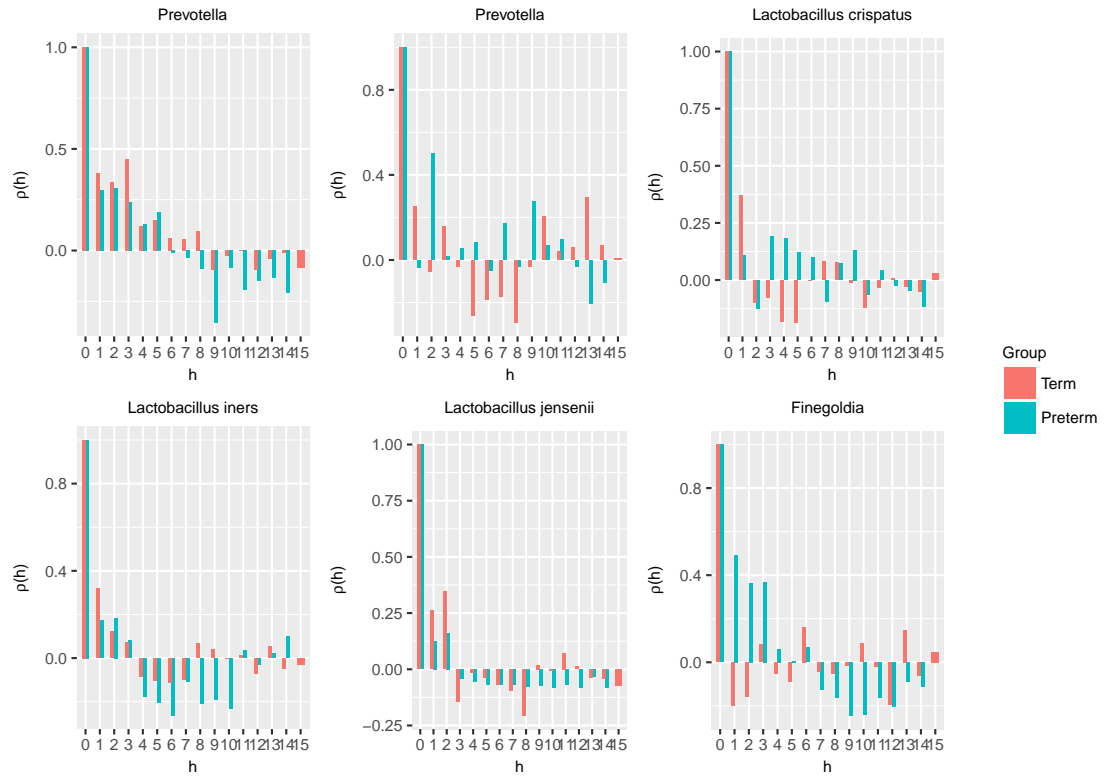 Prevotella
1.0
0.5
0.0
ρ(h)
0 1 2 3 4 5 6 7 8 9 10 11 12 13 14 15
h
Prevotella
0.8
0.4
0.0
ρ(h)
0 1 2 3 4 5 6 7 8 9 10 11 12 13 14 15
h
Lactobacillus crispatus
1.00
0.75
0.50
0.25
0.00
ρ(h)
0 1 2 3 4 5 6 7 8 9 10 11 12 13 14 15
h
Lactobacillus iners
0.8
0.4
0.0
ρ(h)
0 1 2 3 4 5 6 7 8 9 10 11 12 13 14 15
h
Lactobacillus jensenii
1.00
0.75
0.50
0.25
0.00
−0.25
ρ(h)
0 1 2 3 4 5 6 7 8 9 10 11 12 13 14 15
h
Finegoldia
0.8
0.4
0.0
ρ(h)
0 1 2 3 4 5 6 7 8 9 10 11 12 13 14 15
h
Group
Term
Preterm